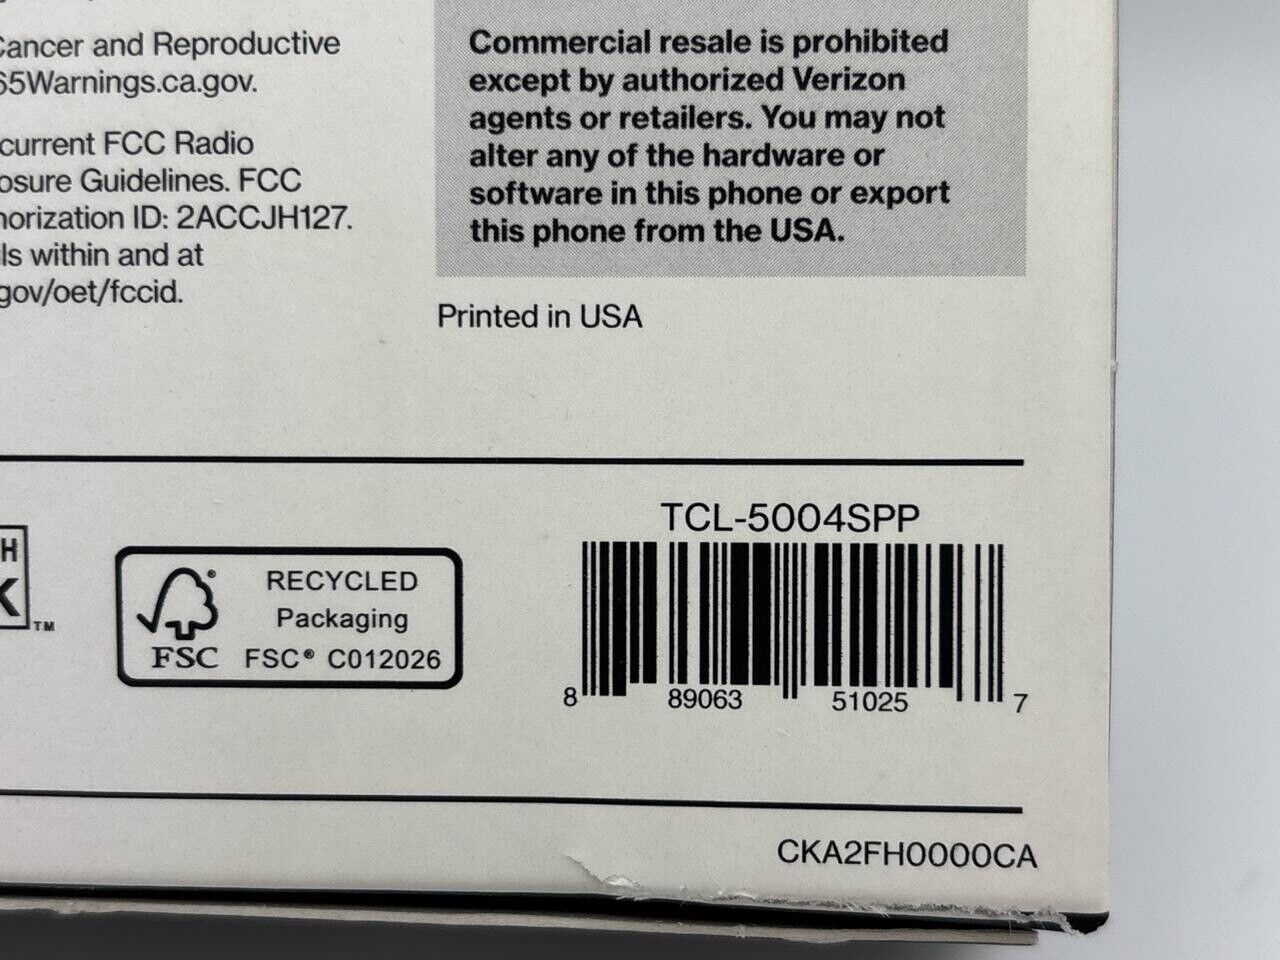 Cancer and Reproductive
65Warnings.ca.gov.
current FCC Radio
osure Guidelines. FCC
horization ID: 2ACCJH127.
ls within and at
gov/oet/fccid.
Commercial resale is prohibited
except by authorized Verizon
agents or retailers. You may not
alter any of the hardware or
software in this phone or export
this phone from the USA.
Printed in USA
H
K
TM
RECYCLED
Packaging
FSC FSC® C012026
TCL-5004SPP
8 89063 51025 7
CKA2FH0000CA